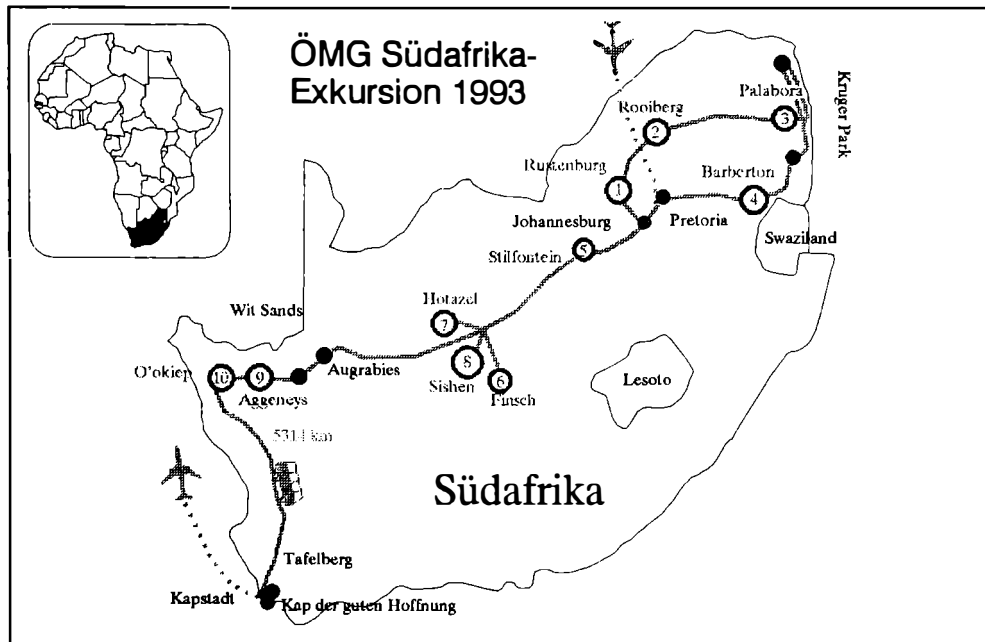 ÖMG Südafrika-
Exkursion 1993
Palabora
Kruger Park
Rooiberg
3
2
Rustenburg
Barberton
1
4
Johannesburg
Pretoria
Stilfontein
5
Swaziland
Hotazel
Wit Sands
7
O'okiep
10
9
Augrabies
8
Aggeneys
Sishen
6
Finsch
Lesoto
5314 km
Südafrika
Tafelberg
Kapstadt
Kap der guten Hoffnung